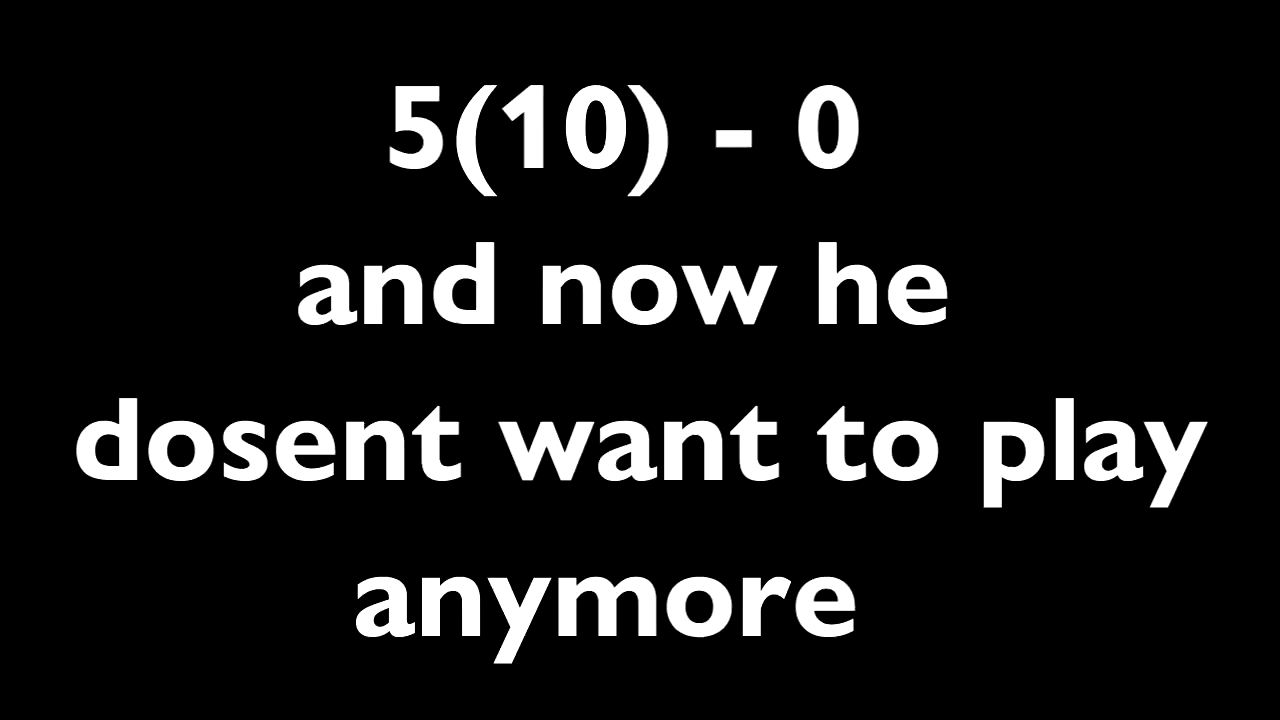 5(10) - 0
and now he
dosent want to play
anymore